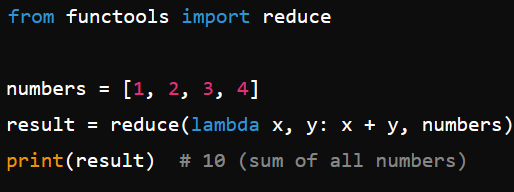 from functools import reduce
numbers = [1, 2, 3, 4]
result = reduce(lambda x, y: x + y, numbers)
print(result)  # 10 (sum of all numbers)